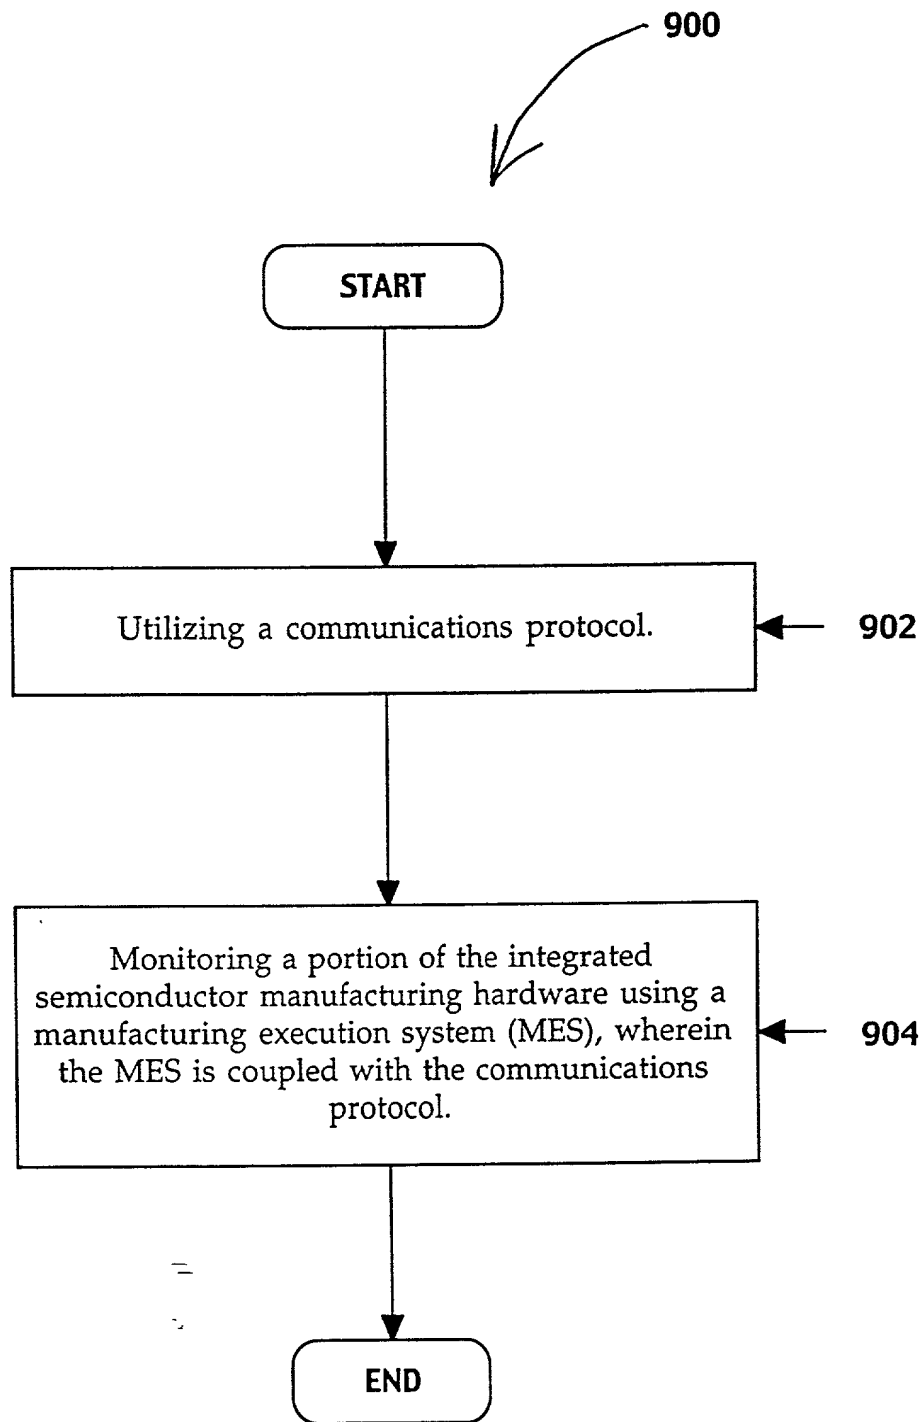 900
START
Utilizing a communications protocol.
902
Monitoring a portion of the integrated
semiconductor manufacturing hardware using a
manufacturing execution system (MES), wherein
the MES is coupled with the communications
protocol.
904
END